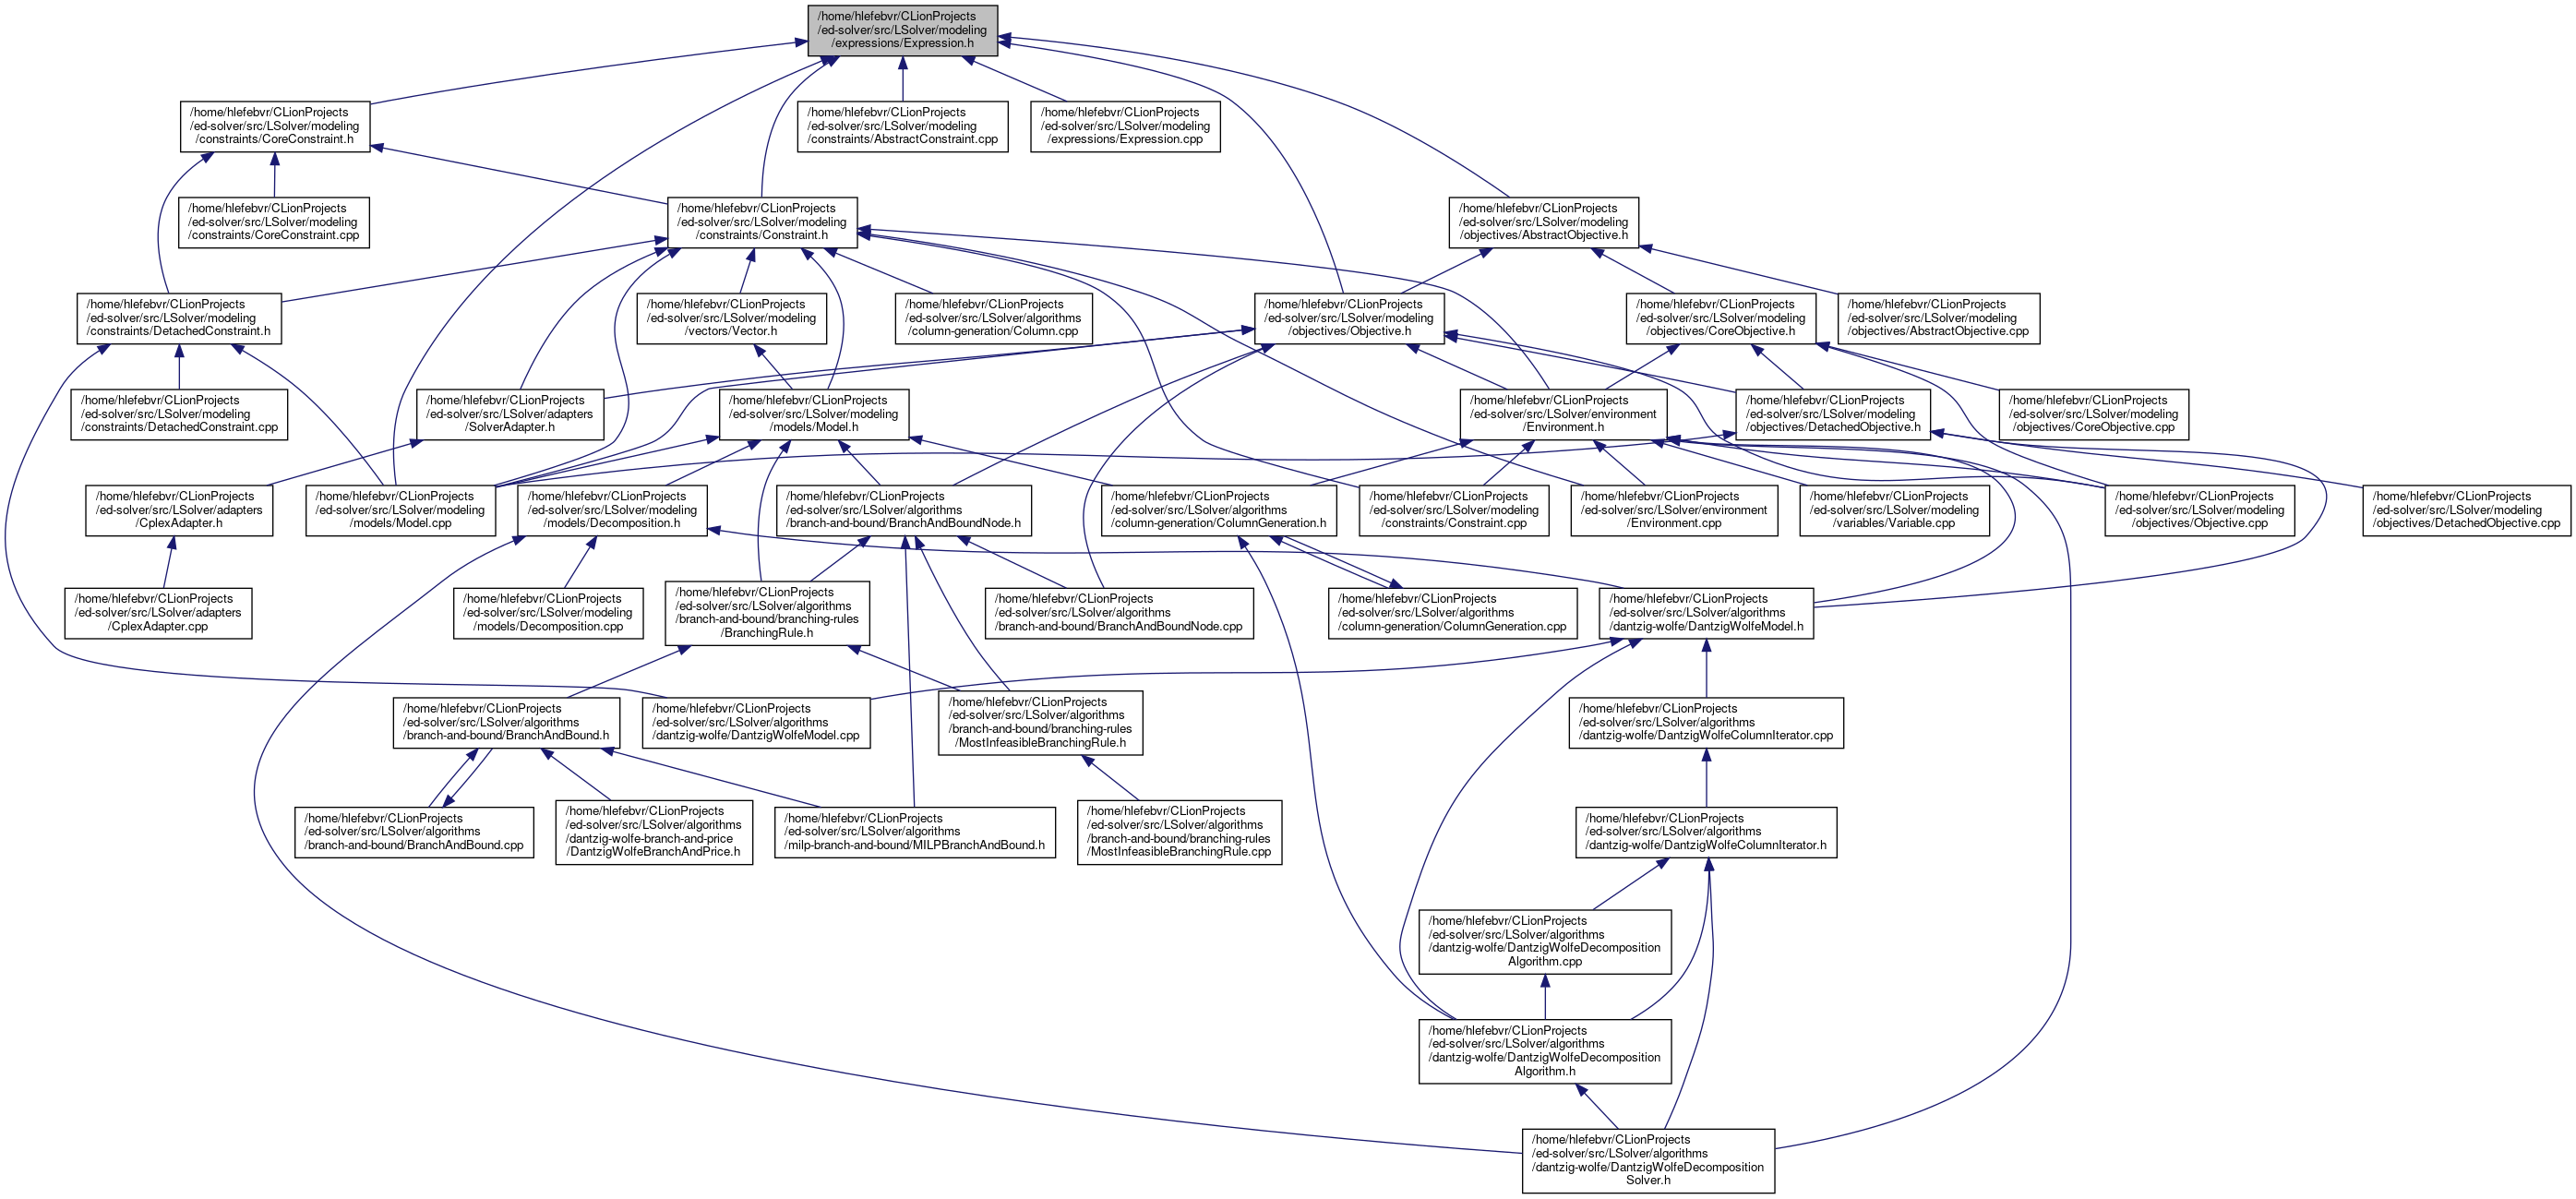 /home/hlefebvr/CLionProjects
/ed-solver/src/LSolver/modeling
/expressions/Expression.h
/home/hlefebvr/CLionProjects
/ed-solver/src/LSolver/modeling
/constraints/CoreConstraint.h
/home/hlefebvr/CLionProjects
/ed-solver/src/LSolver/modeling
/constraints/AbstractConstraint.cpp
/home/hlefebvr/CLionProjects
/ed-solver/src/LSolver/modeling
/expressions/Expression.cpp
/home/hlefebvr/CLionProjects
/ed-solver/src/LSolver/modeling
/constraints/CoreConstraint.cpp
/home/hlefebvr/CLionProjects
/ed-solver/src/LSolver/modeling
/constraints/Constraint.h
/home/hlefebvr/CLionProjects
/ed-solver/src/LSolver/modeling
/objectives/AbstractObjective.h
/home/hlefebvr/CLionProjects
/ed-solver/src/LSolver/modeling
/constraints/DetachedConstraint.h
/home/hlefebvr/CLionProjects
/ed-solver/src/LSolver/modeling
/vectors/Vector.h
/home/hlefebvr/CLionProjects
/ed-solver/src/LSolver/algorithms
/column-generation/Column.cpp
/home/hlefebvr/CLionProjects
/ed-solver/src/LSolver/modeling
/objectives/Objective.h
/home/hlefebvr/CLionProjects
/ed-solver/src/LSolver/modeling
/objectives/CoreObjective.h
/home/hlefebvr/CLionProjects
/ed-solver/src/LSolver/modeling
/objectives/AbstractObjective.cpp
/home/hlefebvr/CLionProjects
/ed-solver/src/LSolver/modeling
/constraints/DetachedConstraint.cpp
/home/hlefebvr/CLionProjects
/ed-solver/src/LSolver/adapters
/SolverAdapter.h
/home/hlefebvr/CLionProjects
/ed-solver/src/LSolver/modeling
/models/Model.h
/home/hlefebvr/CLionProjects
/ed-solver/src/LSolver/environment
/Environment.h
/home/hlefebvr/CLionProjects
/ed-solver/src/LSolver/modeling
/objectives/DetachedObjective.h
/home/hlefebvr/CLionProjects
/ed-solver/src/LSolver/modeling
/objectives/CoreObjective.cpp
/home/hlefebvr/CLionProjects
/ed-solver/src/LSolver/adapters
/CplexAdapter.h
/home/hlefebvr/CLionProjects
/ed-solver/src/LSolver/modeling
/models/Model.cpp
/home/hlefebvr/CLionProjects
/ed-solver/src/LSolver/modeling
/models/Decomposition.h
/home/hlefebvr/CLionProjects
/ed-solver/src/LSolver/algorithms
/branch-and-bound/BranchAndBoundNode.h
/home/hlefebvr/CLionProjects
/ed-solver/src/LSolver/algorithms
/column-generation/ColumnGeneration.h
/home/hlefebvr/CLionProjects
/ed-solver/src/LSolver/modeling
/constraints/Constraint.cpp
/home/hlefebvr/CLionProjects
/ed-solver/src/LSolver/environment
/Environment.cpp
/home/hlefebvr/CLionProjects
/ed-solver/src/LSolver/modeling
/variables/Variable.cpp
/home/hlefebvr/CLionProjects
/ed-solver/src/LSolver/modeling
/objectives/Objective.cpp
/home/hlefebvr/CLionProjects
/ed-solver/src/LSolver/modeling
/objectives/DetachedObjective.cpp
/home/hlefebvr/CLionProjects
/ed-solver/src/LSolver/adapters
/CplexAdapter.cpp
/home/hlefebvr/CLionProjects
/ed-solver/src/LSolver/modeling
/models/Decomposition.cpp
/home/hlefebvr/CLionProjects
/ed-solver/src/LSolver/algorithms
/branch-and-bound/branching-rules
/BranchingRule.h
/home/hlefebvr/CLionProjects
/ed-solver/src/LSolver/algorithms
/branch-and-bound/BranchAndBoundNode.cpp
/home/hlefebvr/CLionProjects
/ed-solver/src/LSolver/algorithms
/column-generation/ColumnGeneration.cpp
/home/hlefebvr/CLionProjects
/ed-solver/src/LSolver/algorithms
/dantzig-wolfe/DantzigWolfeModel.h
/home/hlefebvr/CLionProjects
/ed-solver/src/LSolver/algorithms
/branch-and-bound/BranchAndBound.h
/home/hlefebvr/CLionProjects
/ed-solver/src/LSolver/algorithms
/dantzig-wolfe/DantzigWolfeModel.cpp
/home/hlefebvr/CLionProjects
/ed-solver/src/LSolver/algorithms
/branch-and-bound/branching-rules
/MostInfeasibleBranchingRule.h
/home/hlefebvr/CLionProjects
/ed-solver/src/LSolver/algorithms
/dantzig-wolfe/DantzigWolfeColumnIterator.cpp
/home/hlefebvr/CLionProjects
/ed-solver/src/LSolver/algorithms
/branch-and-bound/BranchAndBound.cpp
/home/hlefebvr/CLionProjects
/ed-solver/src/LSolver/algorithms
/dantzig-wolfe-branch-and-price
/DantzigWolfeBranchAndPrice.h
/home/hlefebvr/CLionProjects
/ed-solver/src/LSolver/algorithms
/milp-branch-and-bound/MILPBranchAndBound.h
/home/hlefebvr/CLionProjects
/ed-solver/src/LSolver/algorithms
/branch-and-bound/branching-rules
/MostInfeasibleBranchingRule.cpp
/home/hlefebvr/CLionProjects
/ed-solver/src/LSolver/algorithms
/dantzig-wolfe/DantzigWolfeColumnIterator.h
/home/hlefebvr/CLionProjects
/ed-solver/src/LSolver/algorithms
/dantzig-wolfe/DantzigWolfeDecomposition
Algorithm.cpp
/home/hlefebvr/CLionProjects
/ed-solver/src/LSolver/algorithms
/dantzig-wolfe/DantzigWolfeDecomposition
Algorithm.h
/home/hlefebvr/CLionProjects
/ed-solver/src/LSolver/algorithms
/dantzig-wolfe/DantzigWolfeDecomposition
Solver.h